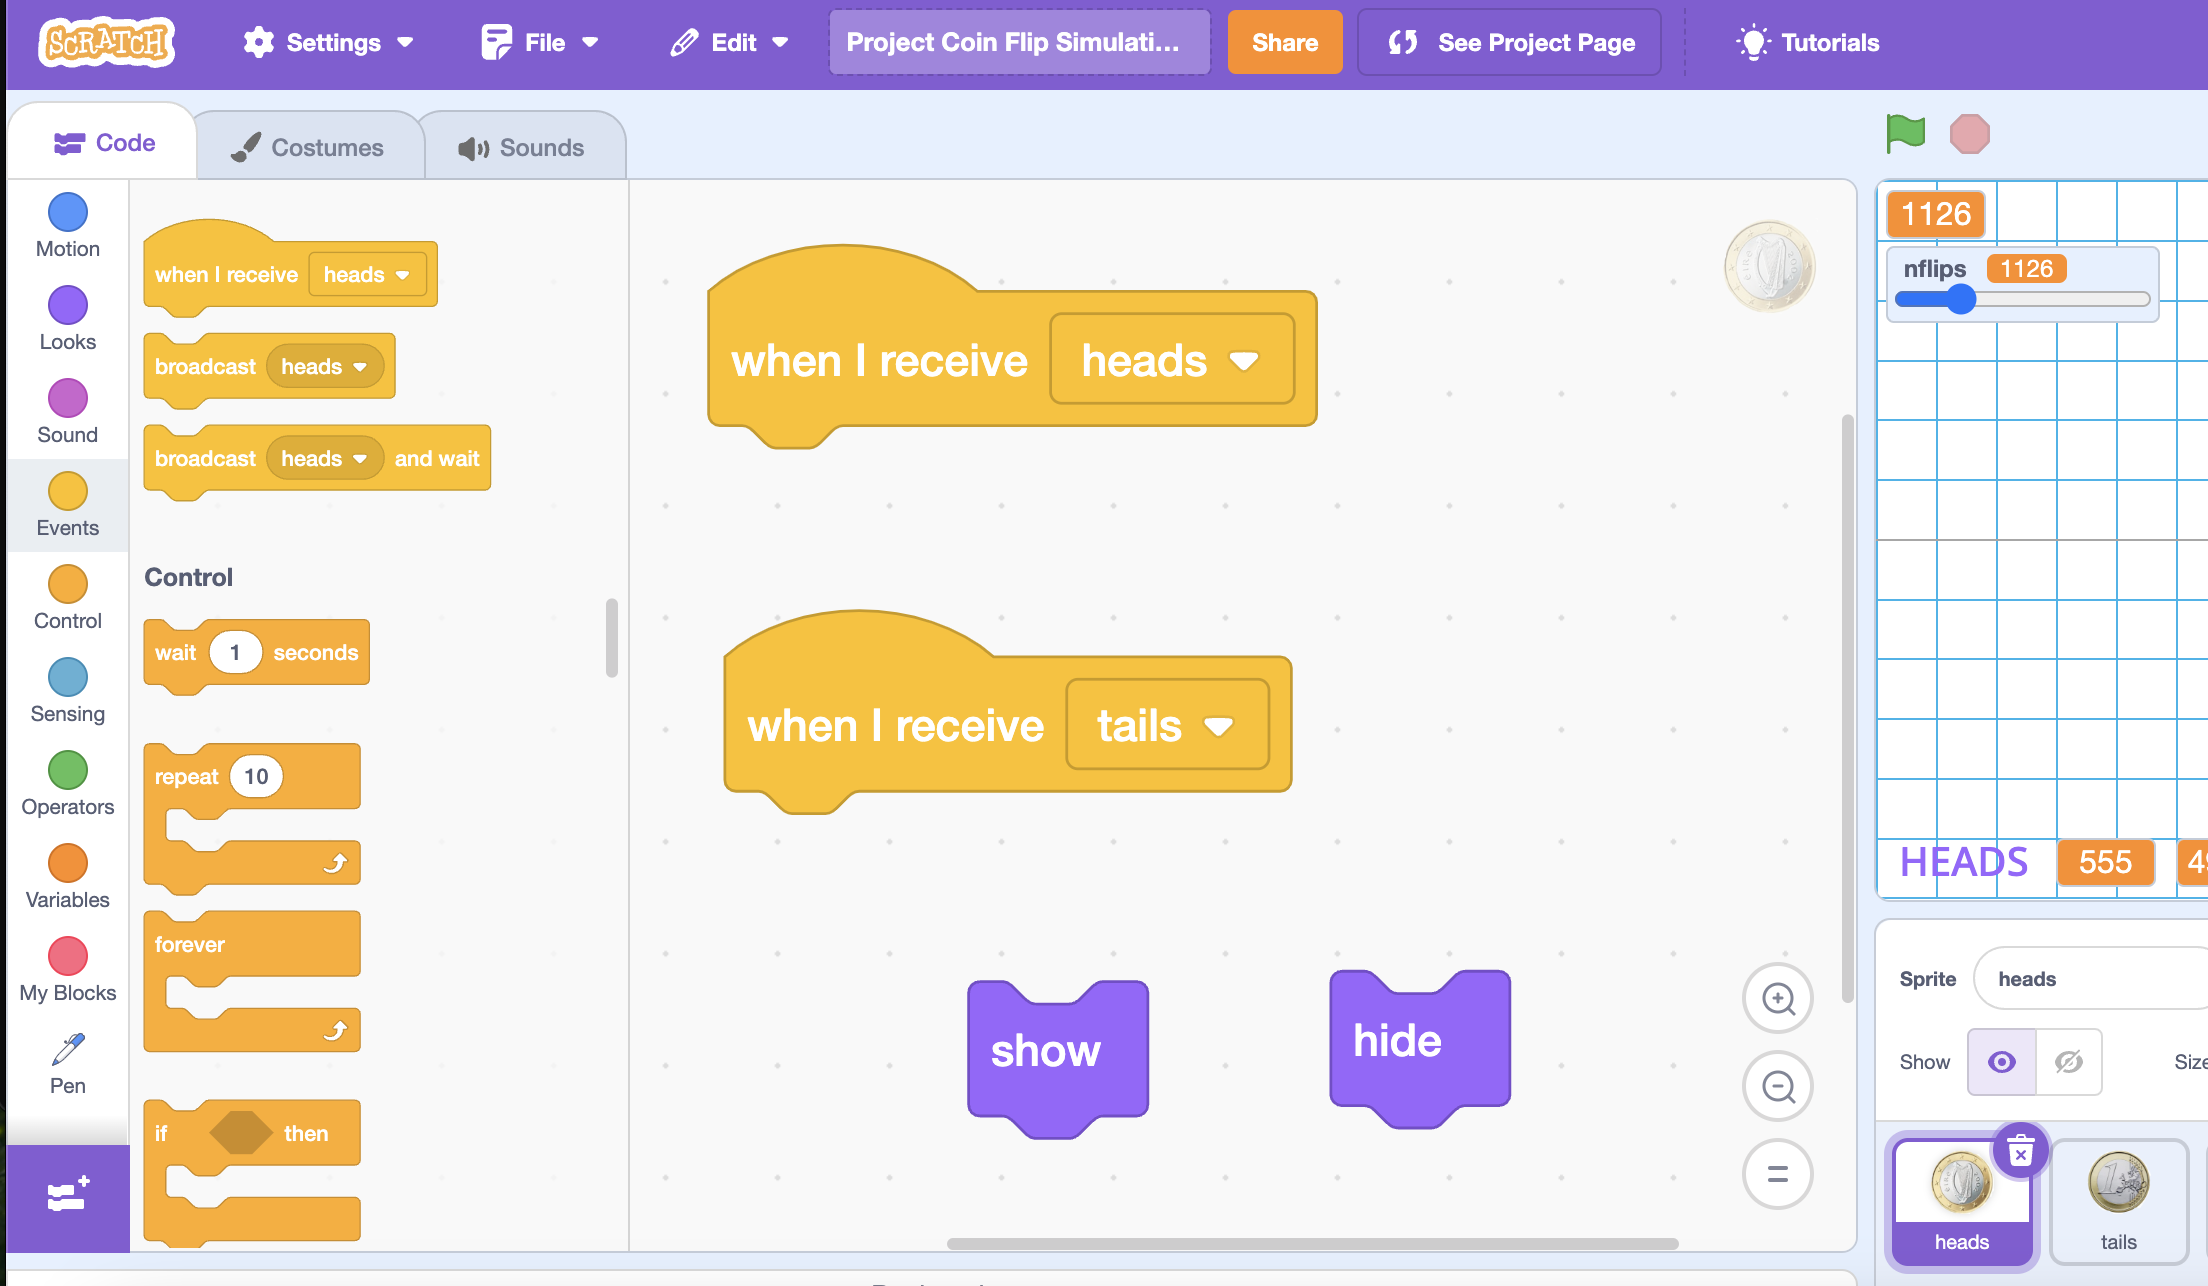 SCRATCH Settings File Edit Project Coin Flip Simulati... Share See Project Page Tutorials
Code Costumes Sounds
Motion
Looks
Sound
Events
Control
Sensing
Operators
Variables
My Blocks
Pen
when I receive heads
broadcast heads
broadcast heads and wait
Control
wait 1 seconds
repeat 10
forever
if then
when I receive heads
when I receive tails
show
hide
1126
nflips 1126
HEADS 555
Sprite heads
Show
heads
tails